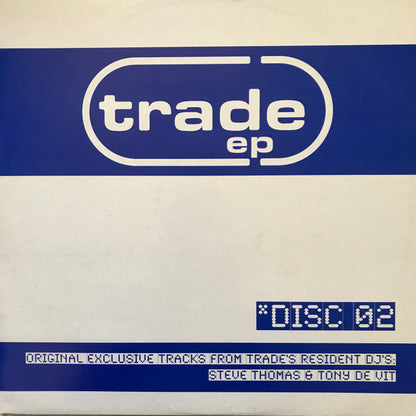 trade
ep
*DISC 02
ORIGINAL EXCLUSIVE TRACKS FROM TRADE'S RESIDENT DJ'S:
STEVE THOMAS & TONY DE VIT